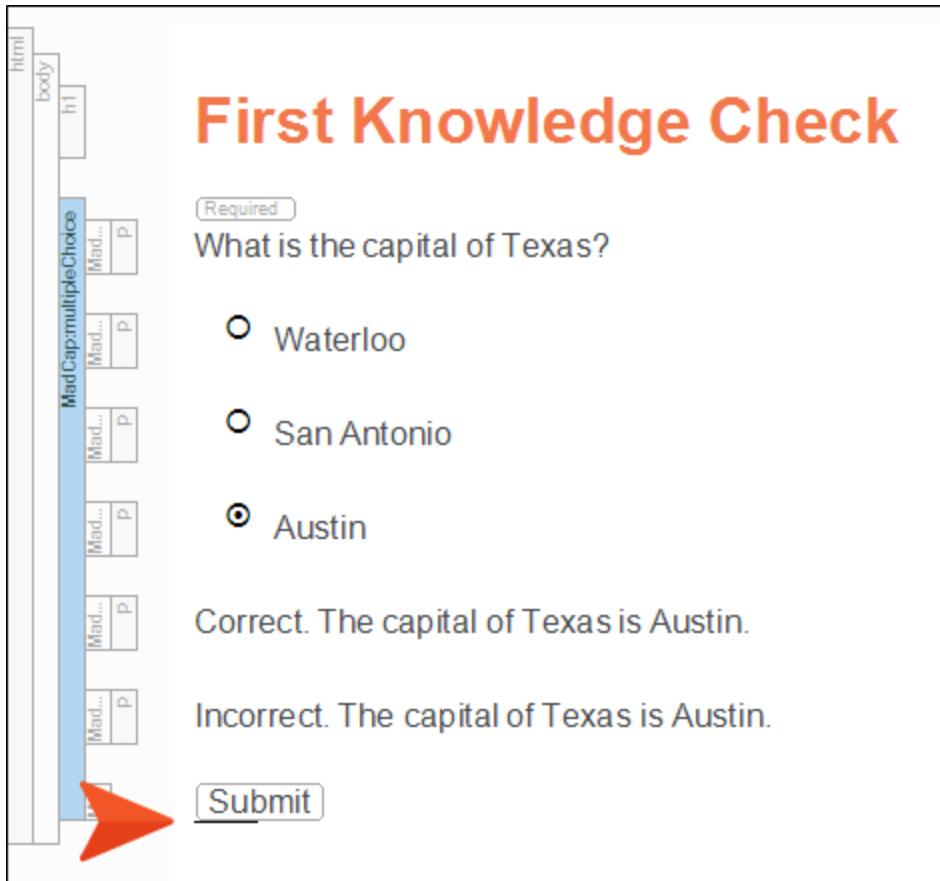 html
body
h1
First Knowledge Check
MadCap:multipleChoice
Required
Mad... p
What is the capital of Texas?
Mad... p
Waterloo
Mad... p
San Antonio
Mad... p
Austin
Mad... p
Correct. The capital of Texas is Austin.
Mad... p
Incorrect. The capital of Texas is Austin.
Submit